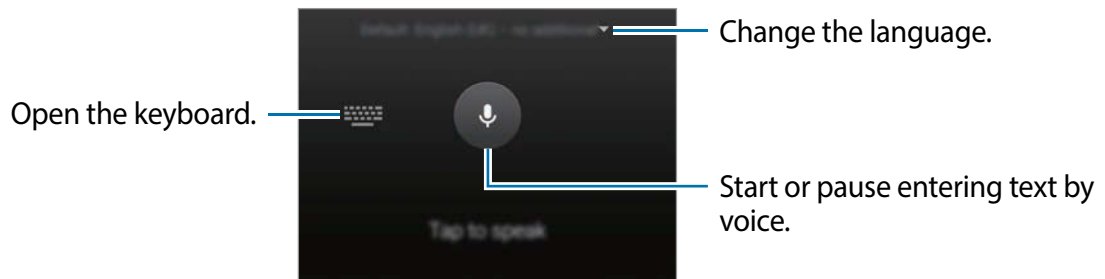 Change the language.
Open the keyboard.
Start or pause entering text by
voice.
Tap to speak